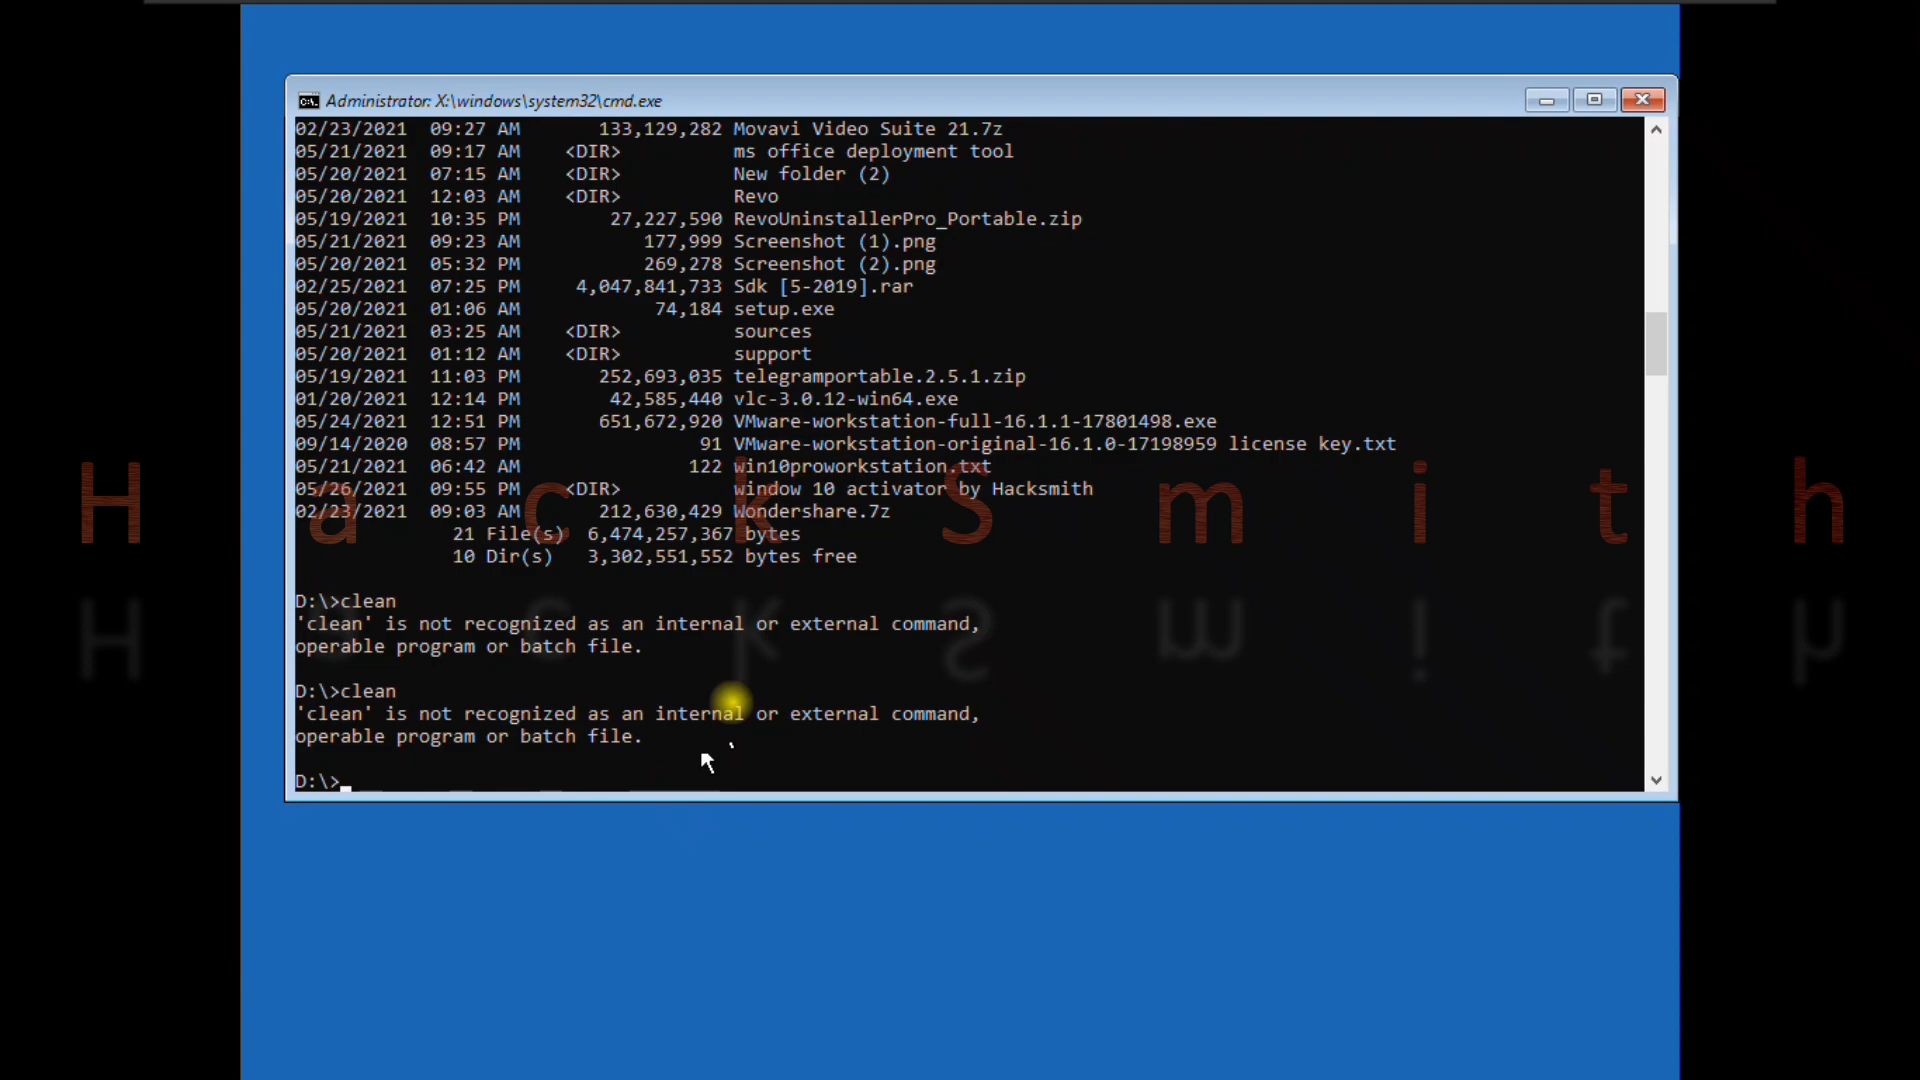 Administrator: X:\windows\system32\cmd.exe
02/23/2021  09:27 AM       133,129,282 Movavi Video Suite 21.7z
05/21/2021  09:17 AM    <DIR>          ms office deployment tool
05/20/2021  07:15 AM    <DIR>          New folder (2)
05/20/2021  12:03 AM    <DIR>          Revo
05/19/2021  10:35 PM        27,227,590 RevoUninstallerPro_Portable.zip
05/21/2021  09:23 AM           177,999 Screenshot (1).png
05/20/2021  05:32 PM           269,278 Screenshot (2).png
02/25/2021  07:25 PM     4,047,841,733 Sdk [5-2019].rar
05/20/2021  01:06 AM            74,184 setup.exe
05/21/2021  03:25 AM    <DIR>          sources
05/20/2021  01:12 AM    <DIR>          support
05/19/2021  11:03 PM       252,693,035 telegramportable.2.5.1.zip
01/20/2021  12:14 PM        42,585,440 vlc-3.0.12-win64.exe
05/24/2021  12:51 PM       651,672,920 VMware-workstation-full-16.1.1-17801498.exe
09/14/2020  08:57 PM                91 VMware-workstation-original-16.1.0-17198959 license key.txt
05/21/2021  06:42 AM               122 win10proworkstation.txt
05/26/2021  09:55 PM    <DIR>          window 10 activator by Hacksmith
02/23/2021  09:03 AM       212,630,429 Wondershare.7z
21 File(s)  6,474,257,367 bytes
10 Dir(s)   3,302,551,552 bytes free
HackSmith
D:\>clean
'clean' is not recognized as an internal or external command,
operable program or batch file.
D:\>clean
'clean' is not recognized as an internal or external command,
operable program or batch file.
D:\>